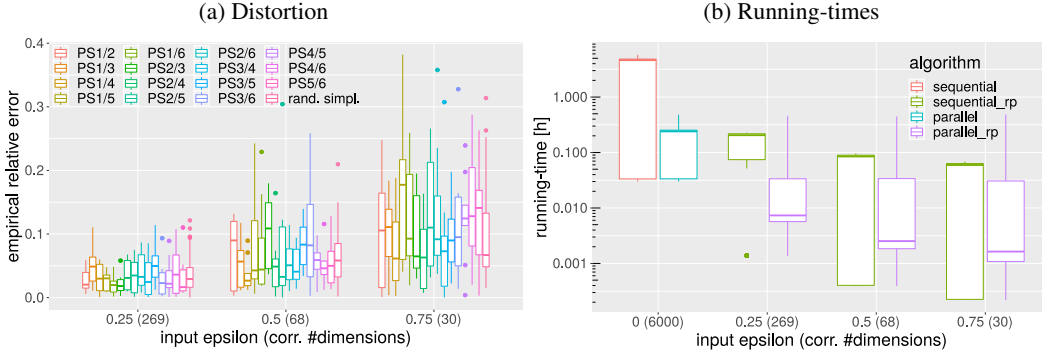 (a) Distortion
0.4
0.3
0.2
0.1
0.0
empirical relative error
PS1/2 PS1/6 PS2/6 PS4/5
PS1/3 PS2/3 PS3/4 PS4/6
PS1/4 PS2/4 PS3/5 PS5/6
PS1/5 PS2/5 PS3/6 rand. simpl.
0.25 (269) 0.5 (68) 0.75 (30)
input epsilon (corr. #dimensions)
(b) Running-times
running-time [h]
1.000
0.100
0.010
0.001
algorithm
sequential
sequential_rp
parallel
parallel_rp
0 (6000) 0.25 (269) 0.5 (68) 0.75 (30)
input epsilon (corr. #dimensions)